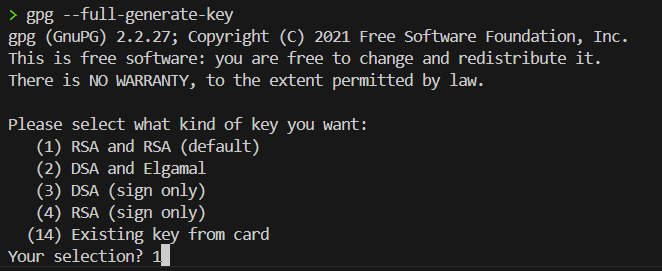 > gpg --full-generate-key
gpg (GnuPG) 2.2.27; Copyright (C) 2021 Free Software Foundation, Inc.
This is free software: you are free to change and redistribute it.
There is NO WARRANTY, to the extent permitted by law.

Please select what kind of key you want:
   (1) RSA and RSA (default)
   (2) DSA and Elgamal
   (3) DSA (sign only)
   (4) RSA (sign only)
  (14) Existing key from card
Your selection? 1